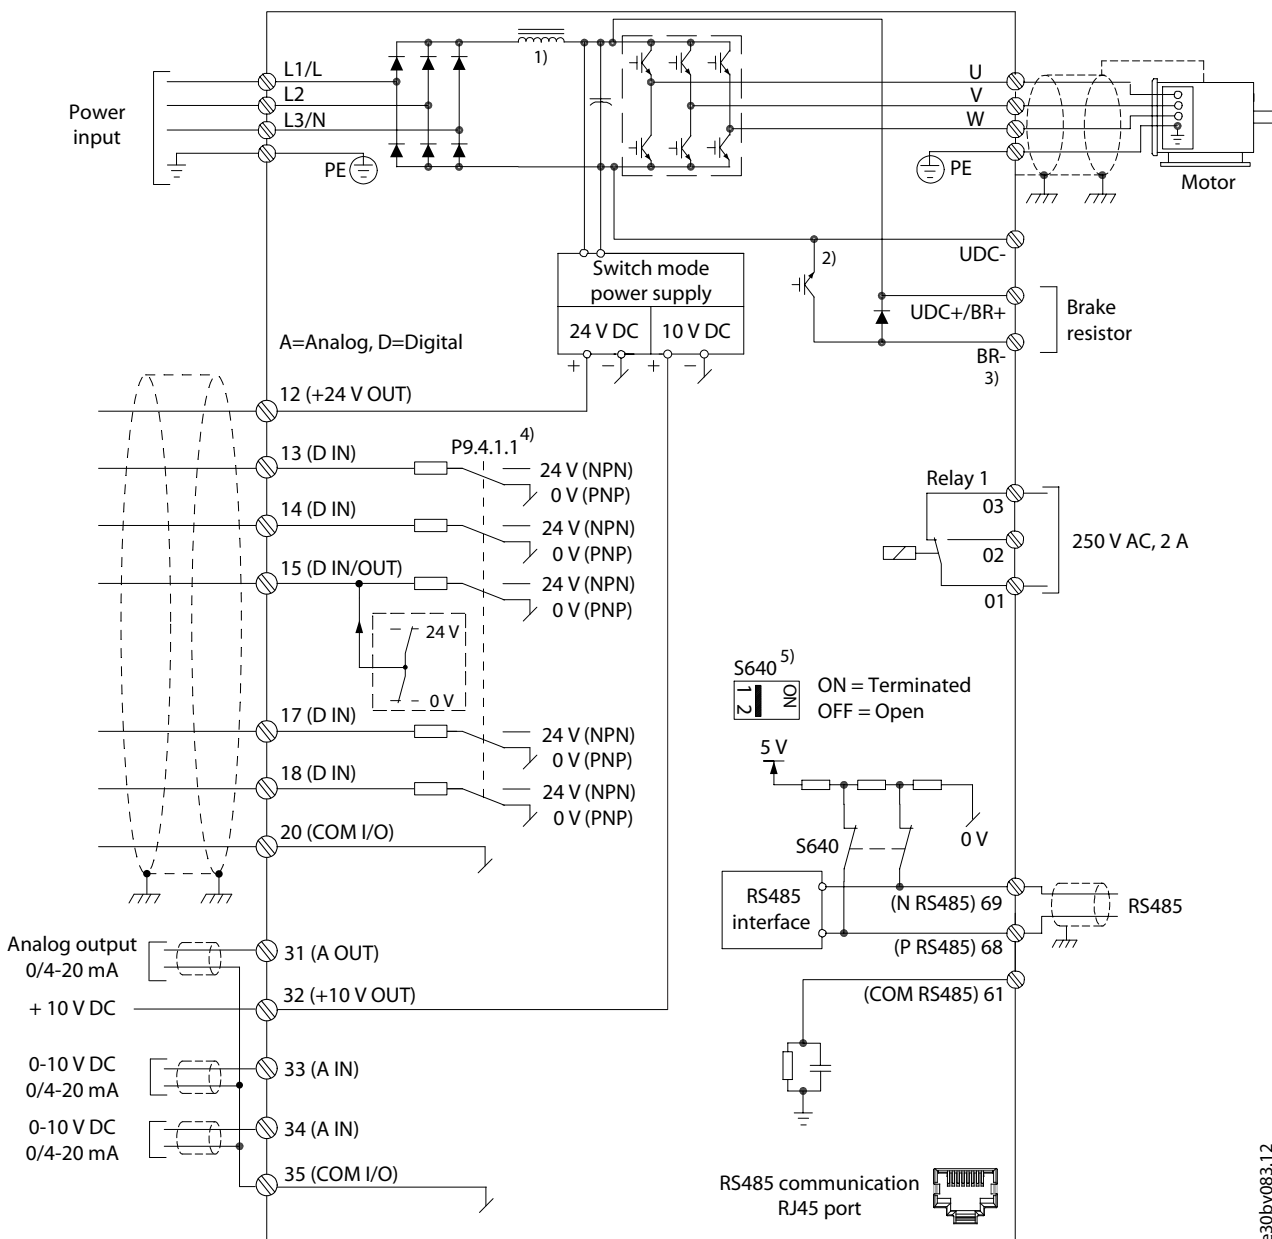 Power
input
L1/L
L2
L3/N
PE
1)
U
V
W
PE
Motor
Switch mode
power supply
24 V DC
10 V DC
+
–
+
–
2)
UDC-
UDC+/BR+
BR-
3)
Brake
resistor
A=Analog, D=Digital
12 (+24 V OUT)
13 (D IN)
P9.4.1.1 4)
24 V (NPN)
0 V (PNP)
14 (D IN)
24 V (NPN)
0 V (PNP)
15 (D IN/OUT)
24 V (NPN)
0 V (PNP)
24 V
0 V
17 (D IN)
24 V (NPN)
0 V (PNP)
18 (D IN)
24 V (NPN)
0 V (PNP)
20 (COM I/O)
Relay 1
03
02
01
250 V AC, 2 A
S640 5)
1 2
ON
ON = Terminated
OFF = Open
5 V
0 V
S640
RS485
interface
(N RS485) 69
(P RS485) 68
RS485
(COM RS485) 61
Analog output
0/4-20 mA
31 (A OUT)
+ 10 V DC
32 (+10 V OUT)
0-10 V DC
0/4-20 mA
33 (A IN)
0-10 V DC
0/4-20 mA
34 (A IN)
35 (COM I/O)
RS485 communication
RJ45 port
e30bv083.12